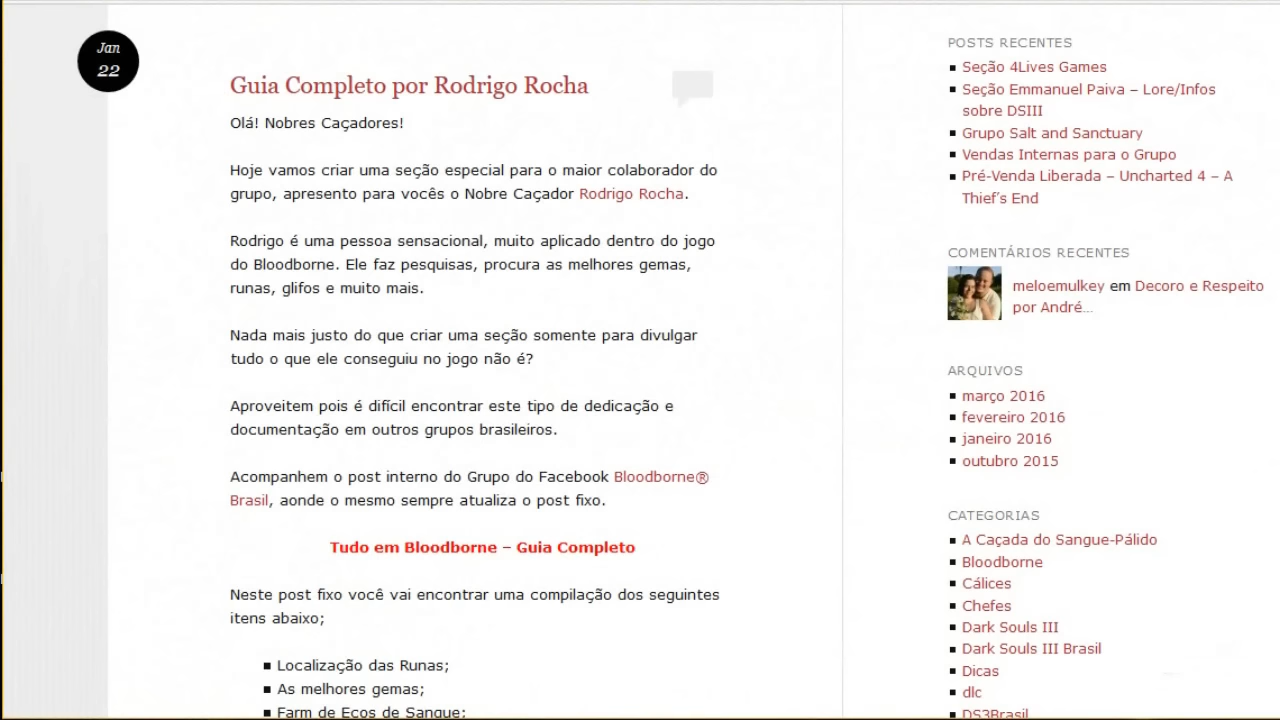 Jan
22
Guia Completo por Rodrigo Rocha
Olá! Nobres Caçadores!
Hoje vamos criar uma seção especial para o maior colaborador do
grupo, apresento para vocês o Nobre Caçador Rodrigo Rocha.
Rodrigo é uma pessoa sensacional, muito aplicado dentro do jogo
do Bloodborne. Ele faz pesquisas, procura as melhores gemas,
runas, glifos e muito mais.
Nada mais justo do que criar uma seção somente para divulgar
tudo o que ele conseguiu no jogo não é?
Aproveitem pois é difícil encontrar este tipo de dedicação e
documentação em outros grupos brasileiros.
Acompanhem o post interno do Grupo do Facebook Bloodborne®
Brasil, aonde o mesmo sempre atualiza o post fixo.
Tudo em Bloodborne – Guia Completo
Neste post fixo você vai encontrar uma compilação dos seguintes
itens abaixo;
Localização das Runas;
As melhores gemas;
Farm de Ecos de Sangue;
POSTS RECENTES
Seção 4Lives Games
Seção Emmanuel Paiva – Lore/Infos
sobre DSIII
Grupo Salt and Sanctuary
Vendas Internas para o Grupo
Pré-Venda Liberada – Uncharted 4 – A
Thief's End
COMENTÁRIOS RECENTES
meloemulkey em Decoro e Respeito
por André…
ARQUIVOS
março 2016
fevereiro 2016
janeiro 2016
outubro 2015
CATEGORIAS
A Caçada do Sangue-Pálido
Bloodborne
Cálices
Chefes
Dark Souls III
Dark Souls III Brasil
Dicas
dlc
DS3Brasil